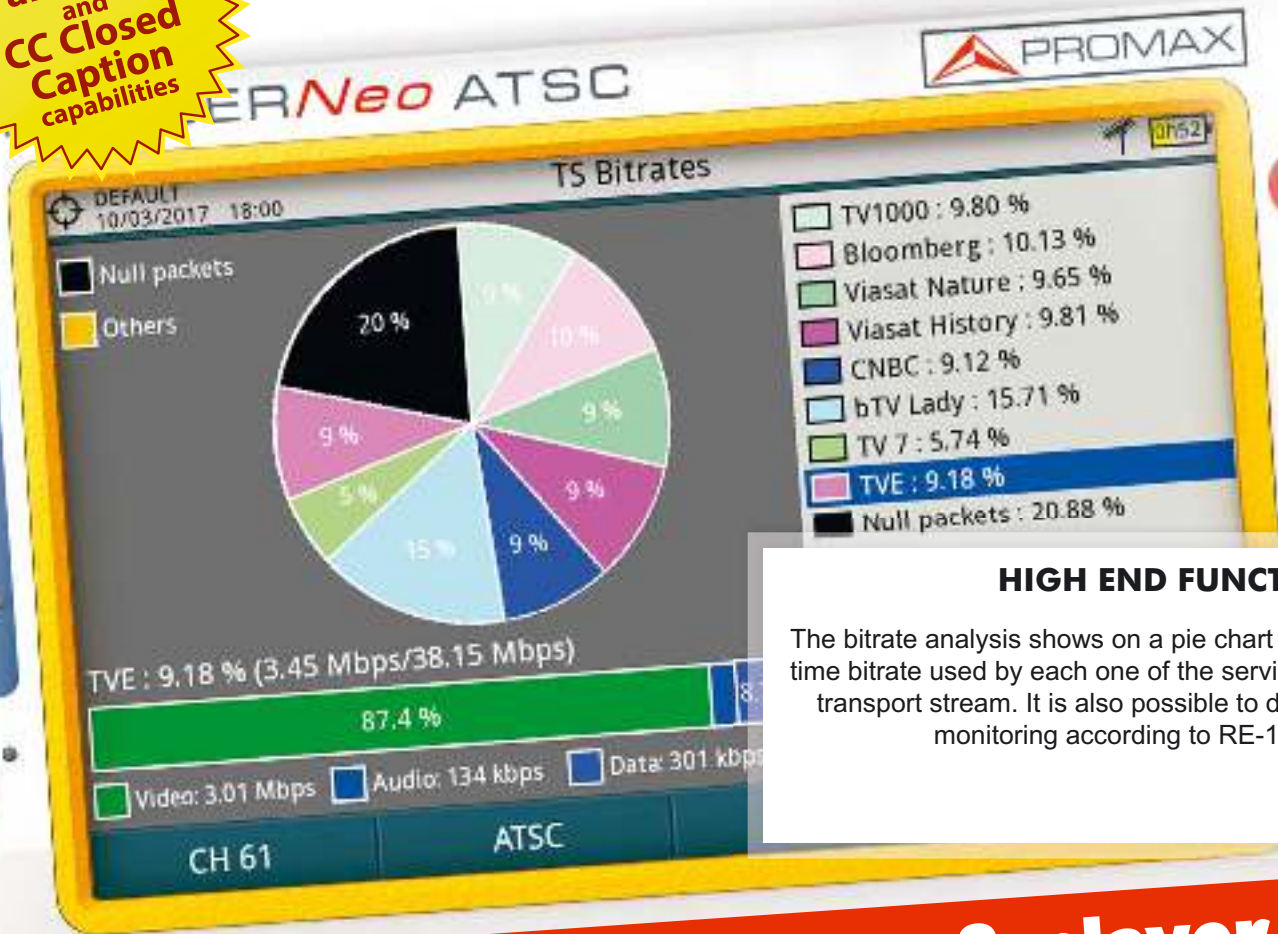 and
CC Closed
Caption
capabilities
ERNeo ATSC
PROMAX
DEFAULT
10/03/2017 18:00
TS Bitrates
0h52
Null packets
Others
9 %
10 %
9 %
9 %
9 %
15 %
5 %
9 %
20 %
TV1000 : 9.80 %
Bloomberg : 10.13 %
Viasat Nature : 9.65 %
Viasat History : 9.81 %
CNBC : 9.12 %
bTV Lady : 15.71 %
TV 7 : 5.74 %
TVE : 9.18 %
Null packets : 20.88 %
TVE : 9.18 % (3.45 Mbps/38.15 Mbps)
87.4 %
8.
Video: 3.01 Mbps Audio: 134 kbps Data: 301 kbps
CH 61
ATSC
HIGH END FUNCT
The bitrate analysis shows on a pie chart
time bitrate used by each one of the servi
transport stream. It is also possible to d
monitoring according to RE-1